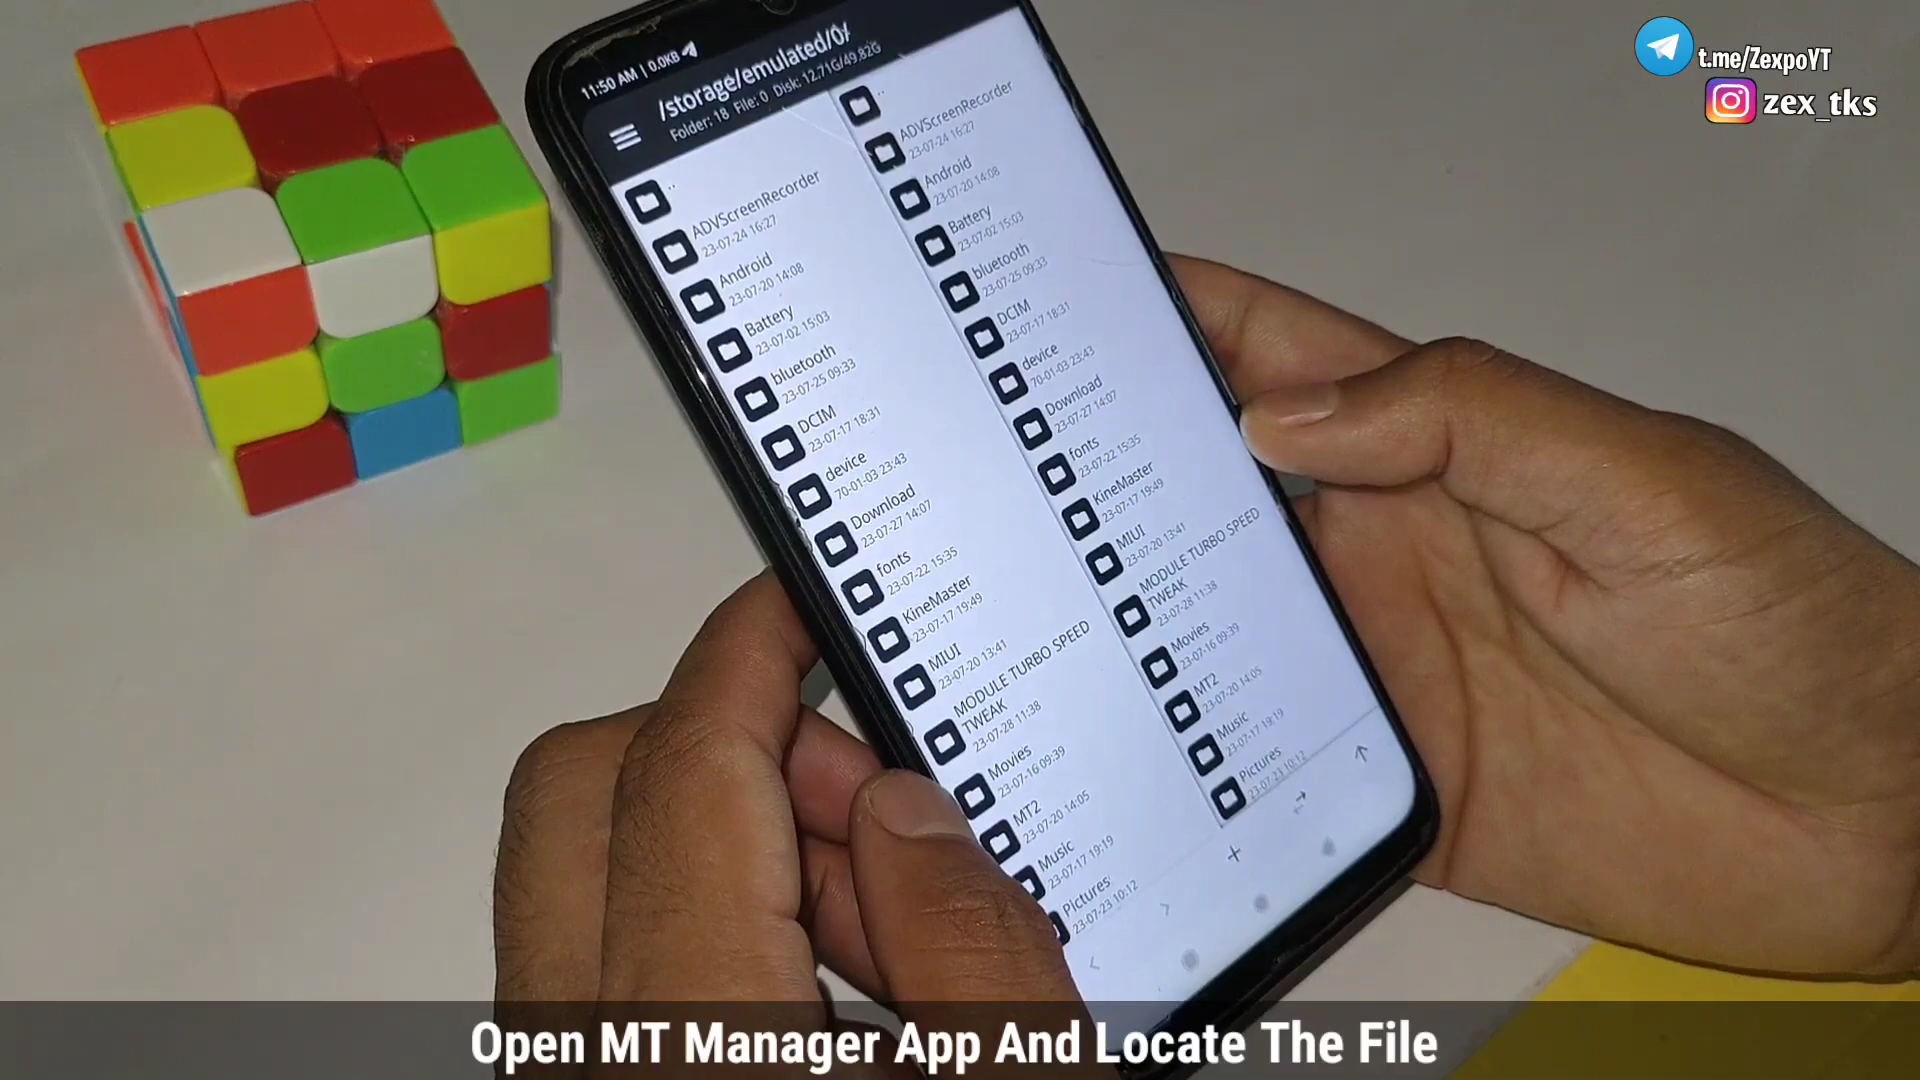 t.me/ZexpoYT
zex_tks
11:50 AM | 0.0KB
/storage/emulated/0/
Folder: 18 File: 0 Disk: 12.71G/49.82G
..
ADVScreenRecorder
23-07-24 16:27
Android
23-07-20 14:08
Battery
23-07-02 15:03
bluetooth
23-07-25 09:33
DCIM
23-07-17 18:31
device
70-01-03 23:43
Download
23-07-27 14:07
fonts
23-07-22 15:35
KineMaster
23-07-17 19:49
MIUI
23-07-20 13:41
MODULE TURBO SPEED
TWEAK
23-07-28 11:38
Movies
23-07-16 09:39
MT2
23-07-20 14:05
Music
23-07-17 19:19
Pictures
23-07-23 10:12
..
ADVScreenRecorder
23-07-24 16:27
Android
23-07-20 14:08
Battery
23-07-02 15:03
bluetooth
23-07-25 09:33
DCIM
23-07-17 18:31
device
70-01-03 23:43
Download
23-07-27 14:07
fonts
23-07-22 15:35
KineMaster
23-07-17 19:49
MIUI
23-07-20 13:41
MODULE TURBO SPEED
TWEAK
23-07-28 11:38
Movies
23-07-16 09:39
MT2
23-07-20 14:05
Music
23-07-17 19:19
Pictures
23-07-23 10:12
Open MT Manager App And Locate The File